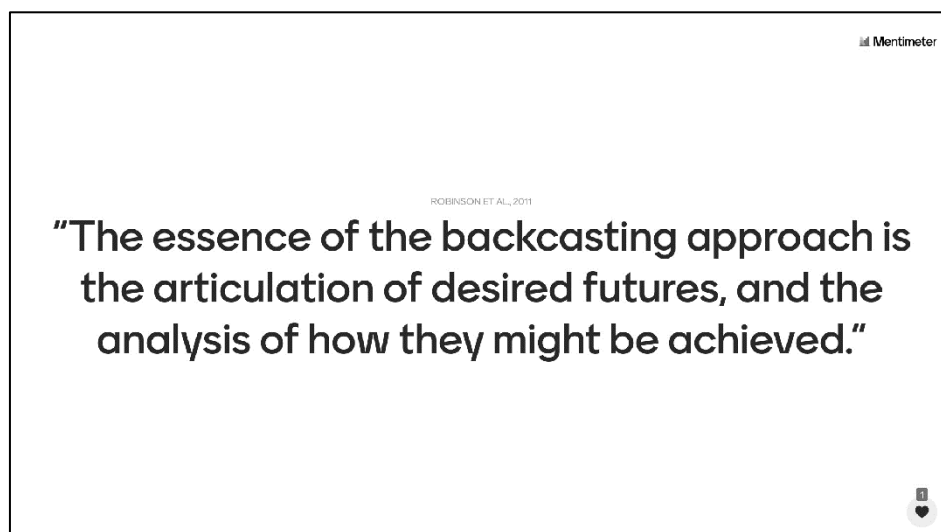 Mentimeter
ROBINSON ET AL., 2011
"The essence of the backcasting approach is
the articulation of desired futures, and the
analysis of how they might be achieved."
1